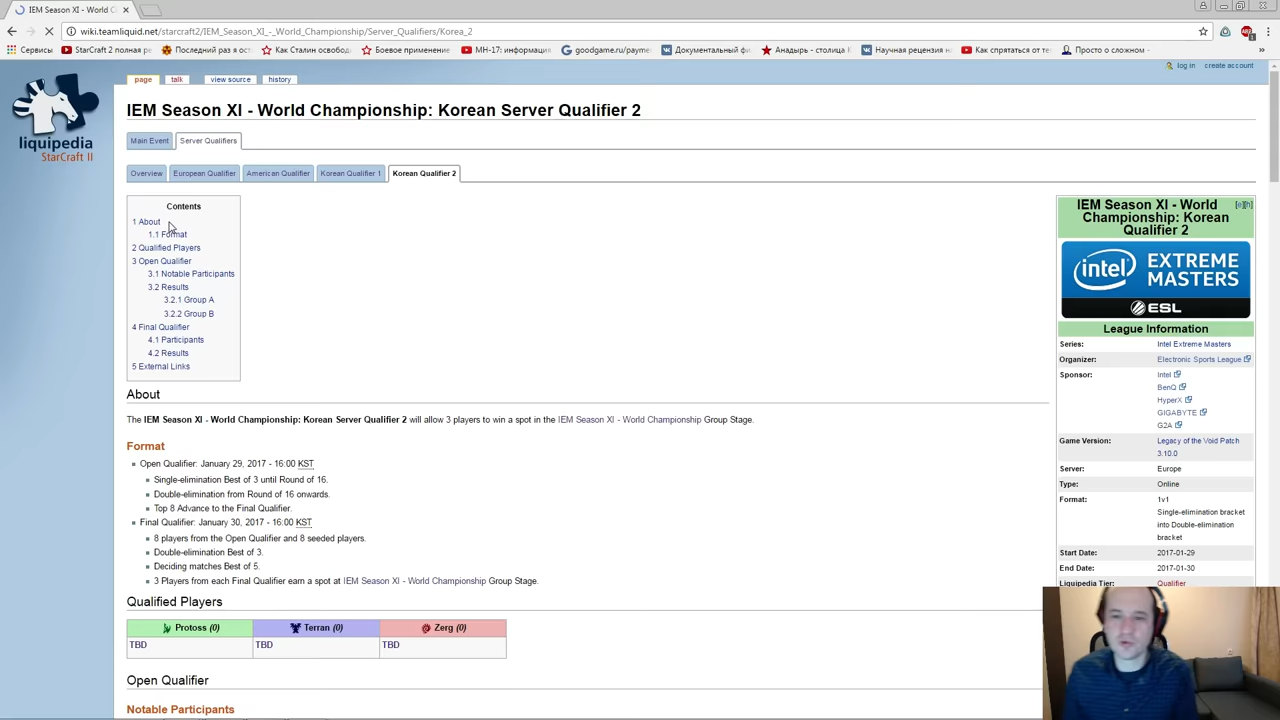 IEM Season XI - World C
wiki.teamliquid.net/starcraft2/IEM_Season_XI_-_World_Championship/Server_Qualifiers/Korea_2
Сервисы
StarCraft 2 полная ре
Последний раз я ос
Как Сталин освобод
Боевое применение
МН-17: информаци
goodgame.ru/payme
Документальный фи
Анадырь - столица
Научная рецензия н
Как спрятаться от те
Просто о сложном -
log in
create account
page
talk
view source
history
liquipedia
StarCraft II
IEM Season XI - World Championship: Korean Server Qualifier 2
Main Event
Server Qualifiers
Overview
European Qualifier
American Qualifier
Korean Qualifier 1
Korean Qualifier 2
Contents
1 About
1.1 Format
2 Qualified Players
3 Open Qualifier
3.1 Notable Participants
3.2 Results
3.2.1 Group A
3.2.2 Group B
4 Final Qualifier
4.1 Participants
4.2 Results
5 External Links
About
The IEM Season XI - World Championship: Korean Server Qualifier 2 will allow 3 players to win a spot in the IEM Season XI - World Championship Group Stage.
Format
Open Qualifier: January 29, 2017 - 16:00 KST
Single-elimination Best of 3 until Round of 16.
Double-elimination from Round of 16 onwards.
Top 8 Advance to the Final Qualifier.
Final Qualifier: January 30, 2017 - 16:00 KST
8 players from the Open Qualifier and 8 seeded players.
Double-elimination Best of 3.
Deciding matches Best of 5.
3 Players from each Final Qualifier earn a spot at IEM Season XI - World Championship Group Stage.
Qualified Players
Protoss (0)
Terran (0)
Zerg (0)
TBD
TBD
TBD
Open Qualifier
Notable Participants
IEM Season XI - World
Championship: Korean
Qualifier 2
[e][h]
intel EXTREME
MASTERS
ESL
League Information
Series: Intel Extreme Masters
Organizer: Electronic Sports League
Sponsor: Intel
BenQ
HyperX
GIGABYTE
G2A
Game Version: Legacy of the Void Patch
3.10.0
Server: Europe
Type: Online
Format: 1v1
Single-elimination bracket
into Double-elimination
bracket
Start Date: 2017-01-29
End Date: 2017-01-30
Liquipedia Tier: Qualifier